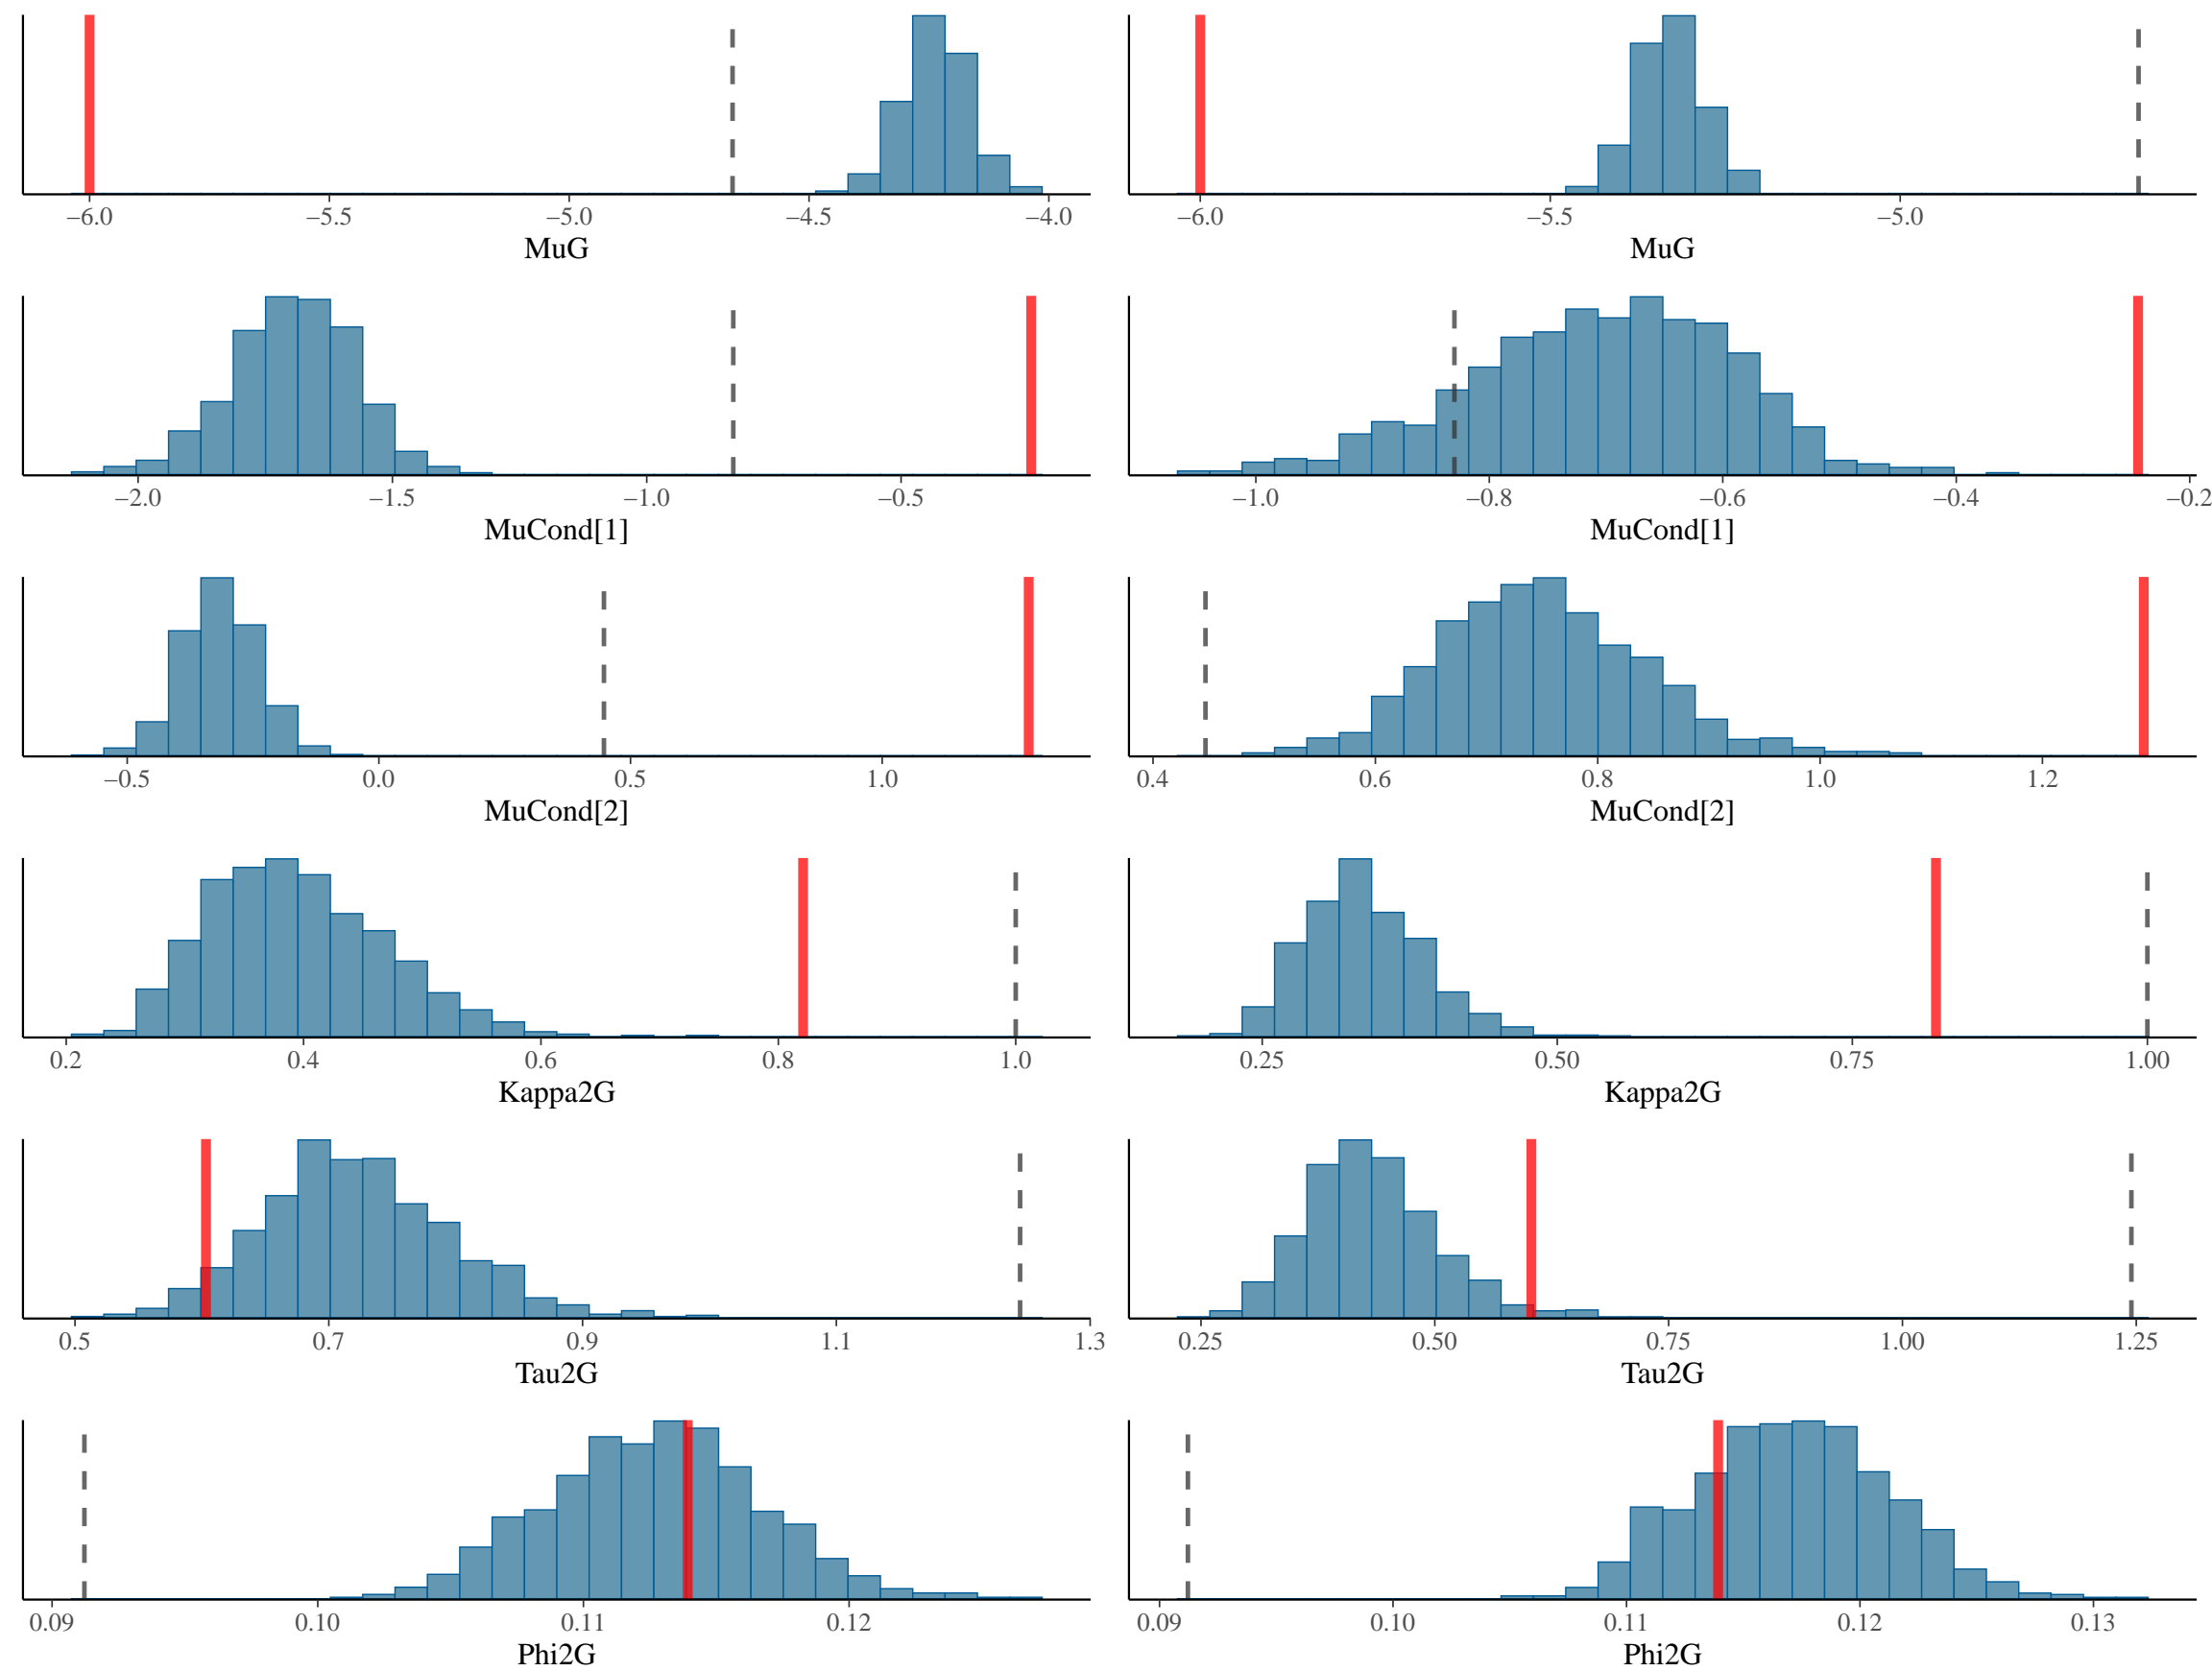 −6.0 −5.5 −5.0 −4.5 −4.0
MuG
−6.0 −5.5 −5.0
MuG
−2.0 −1.5 −1.0 −0.5
MuCond[1]
−1.0 −0.8 −0.6 −0.4 −0.2
MuCond[1]
−0.5 0.0 0.5 1.0
MuCond[2]
0.4 0.6 0.8 1.0 1.2
MuCond[2]
0.2 0.4 0.6 0.8 1.0
Kappa2G
0.25 0.50 0.75 1.00
Kappa2G
0.5 0.7 0.9 1.1 1.3
Tau2G
0.25 0.50 0.75 1.00 1.25
Tau2G
0.09 0.10 0.11 0.12
Phi2G
0.09 0.10 0.11 0.12 0.13
Phi2G